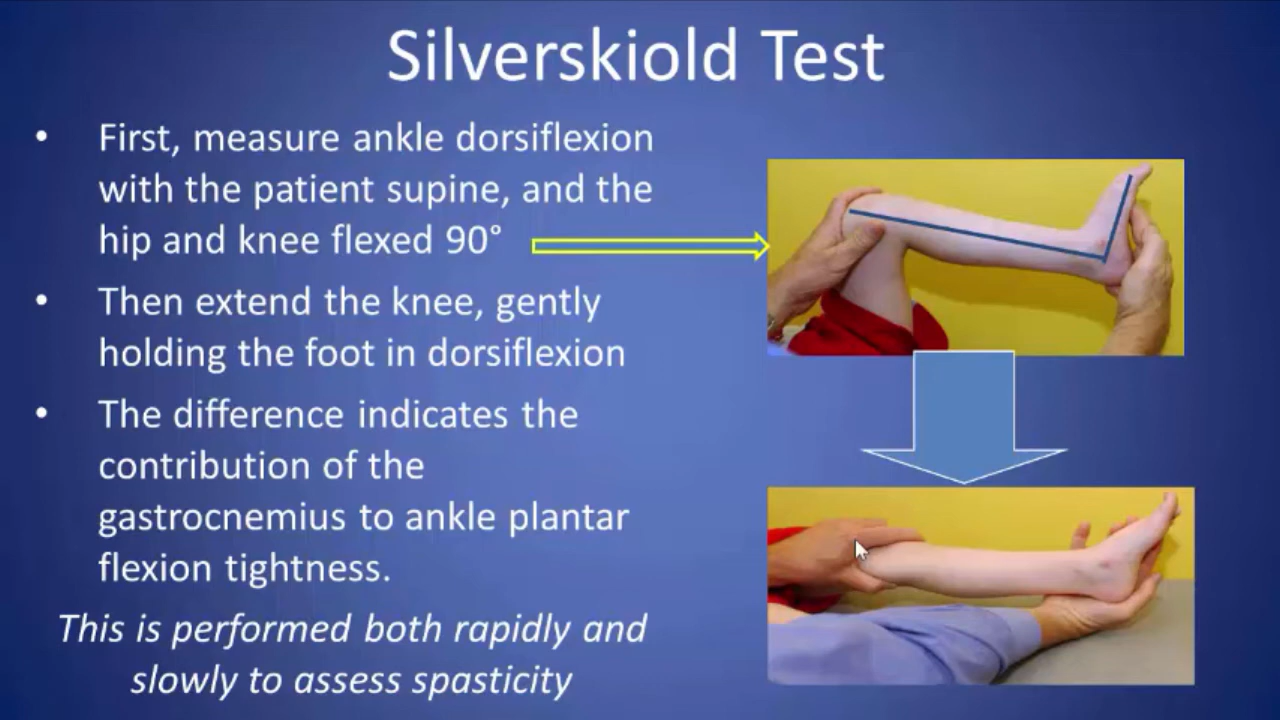 Silverskiold Test
• First, measure ankle dorsiflexion
with the patient supine, and the
hip and knee flexed 90°
• Then extend the knee, gently
holding the foot in dorsiflexion
• The difference indicates the
contribution of the
gastrocnemius to ankle plantar
flexion tightness.
This is performed both rapidly and
slowly to assess spasticity